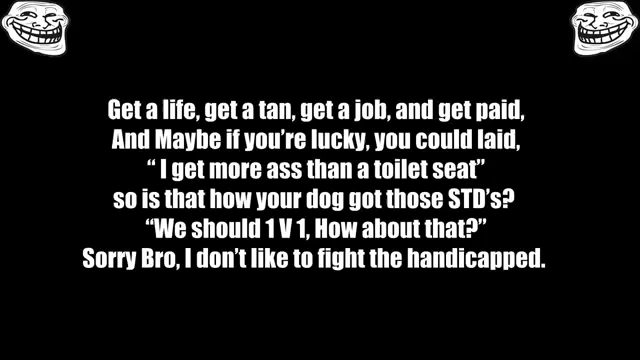 Get a life, get a tan, get a job, and get paid,
And Maybe if you're lucky, you could laid,
“ I get more ass than a toilet seat”
so is that how your dog got those STD's?
“We should 1 V 1, How about that?”
Sorry Bro, I don't like to fight the handicapped.